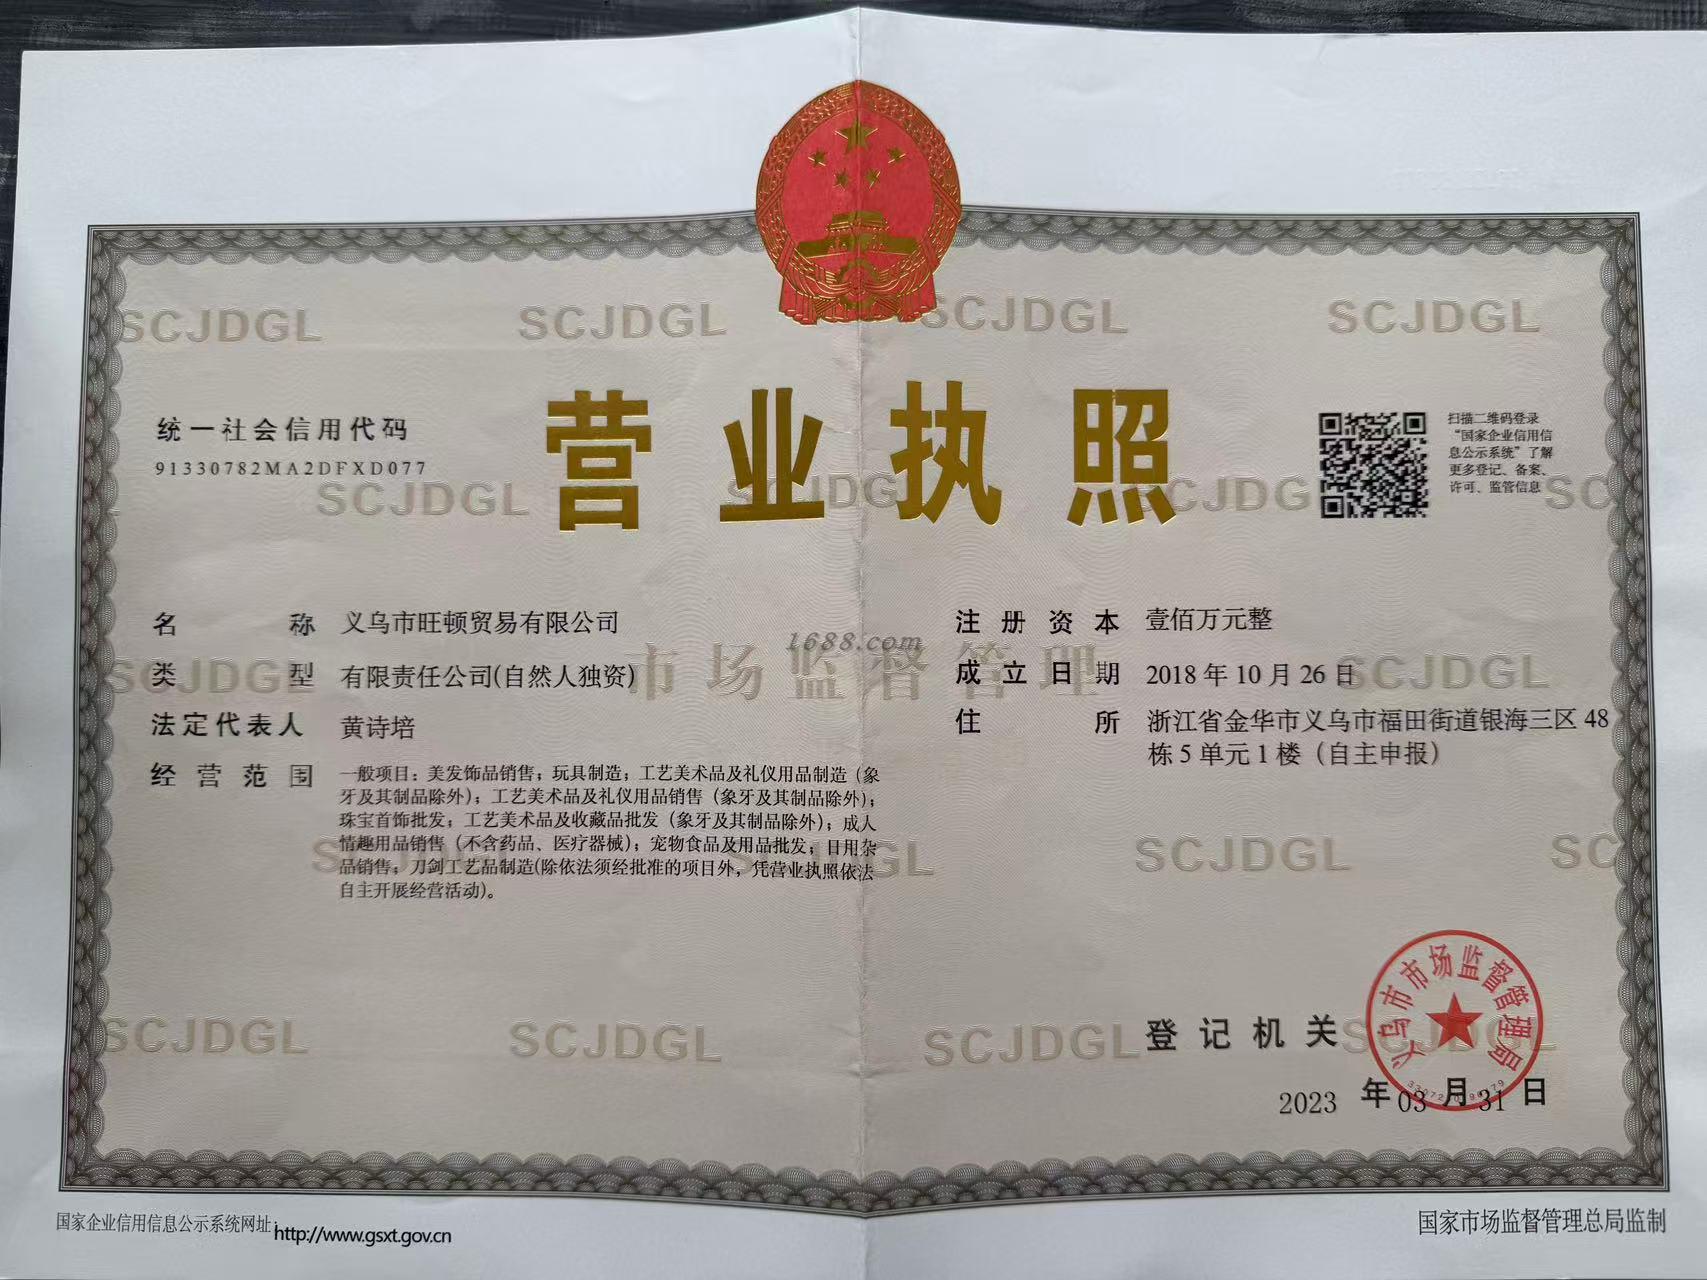 SCJDGL SCJDGL SCJDGL SCJDGL
营业执照
统一社会信用代码
91330782MA2DFXD077
扫描二维码登录
“国家企业信用信
息公示系统”了解
更多登记、备案、
许可、监管信息
SCJDGL SCJDG SCJDG SC
名称 义乌市旺顿贸易有限公司
类型 有限责任公司(自然人独资)
法定代表人 黄诗培
经营范围 一般项目：美发饰品销售；玩具制造；工艺美术品及礼仪用品制造（象
牙及其制品除外）；工艺美术品及礼仪用品销售（象牙及其制品除外）；
珠宝首饰批发；工艺美术品及收藏品批发（象牙及其制品除外）；成人
情趣用品销售（不含药品、医疗器械）；宠物食品及用品批发；日用杂
品销售；刀剑工艺品制造(除依法须经批准的项目外，凭营业执照依法
自主开展经营活动)。
1688.com
市场监督管理
注册资本 壹佰万元整
成立日期 2018年10月26日
住所 浙江省金华市义乌市福田街道银海三区48
栋5单元1楼（自主申报）
SCJDGL SCJDGL
SCJDGL SC
SCJDGL SCJDGL SCJDGL SCJDGL
登记机关
义乌市市场监督管理局
2023 年 03 月 31 日
国家企业信用信息公示系统网址：http://www.gsxt.gov.cn
国家市场监督管理总局监制